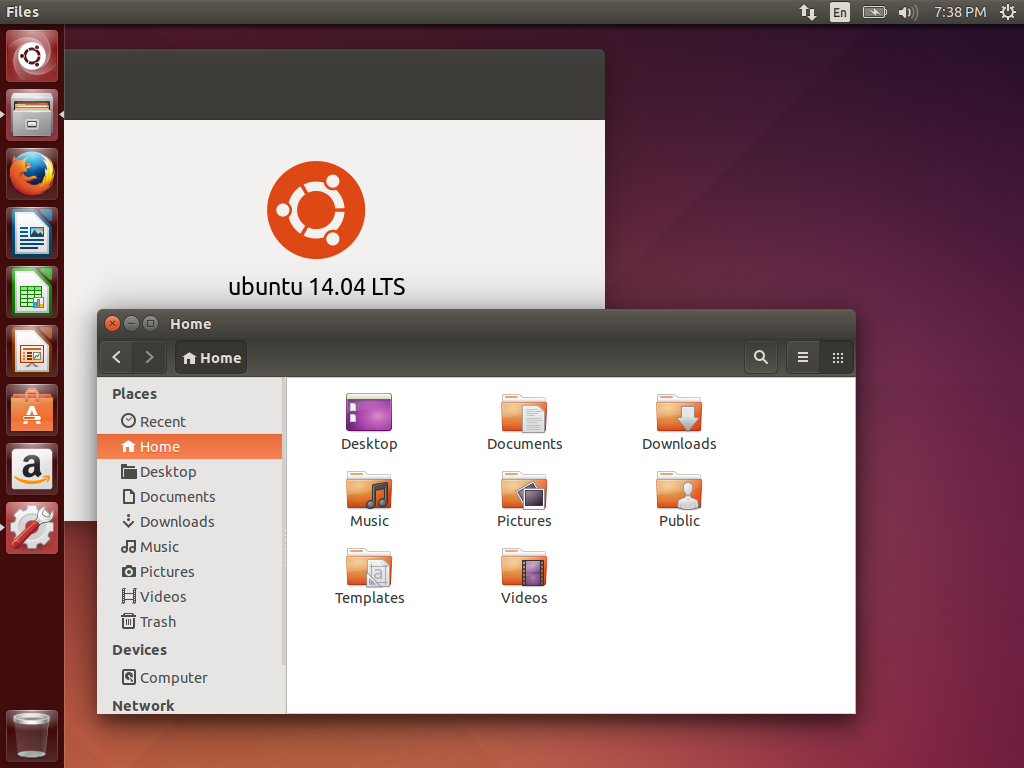 Files
En
7:38 PM
ubuntu 14.04 LTS
Home
Home
Places
Recent
Home
Desktop
Documents
Downloads
Music
Pictures
Videos
Trash
Devices
Computer
Network
Desktop
Documents
Downloads
Music
Pictures
Public
Templates
Videos